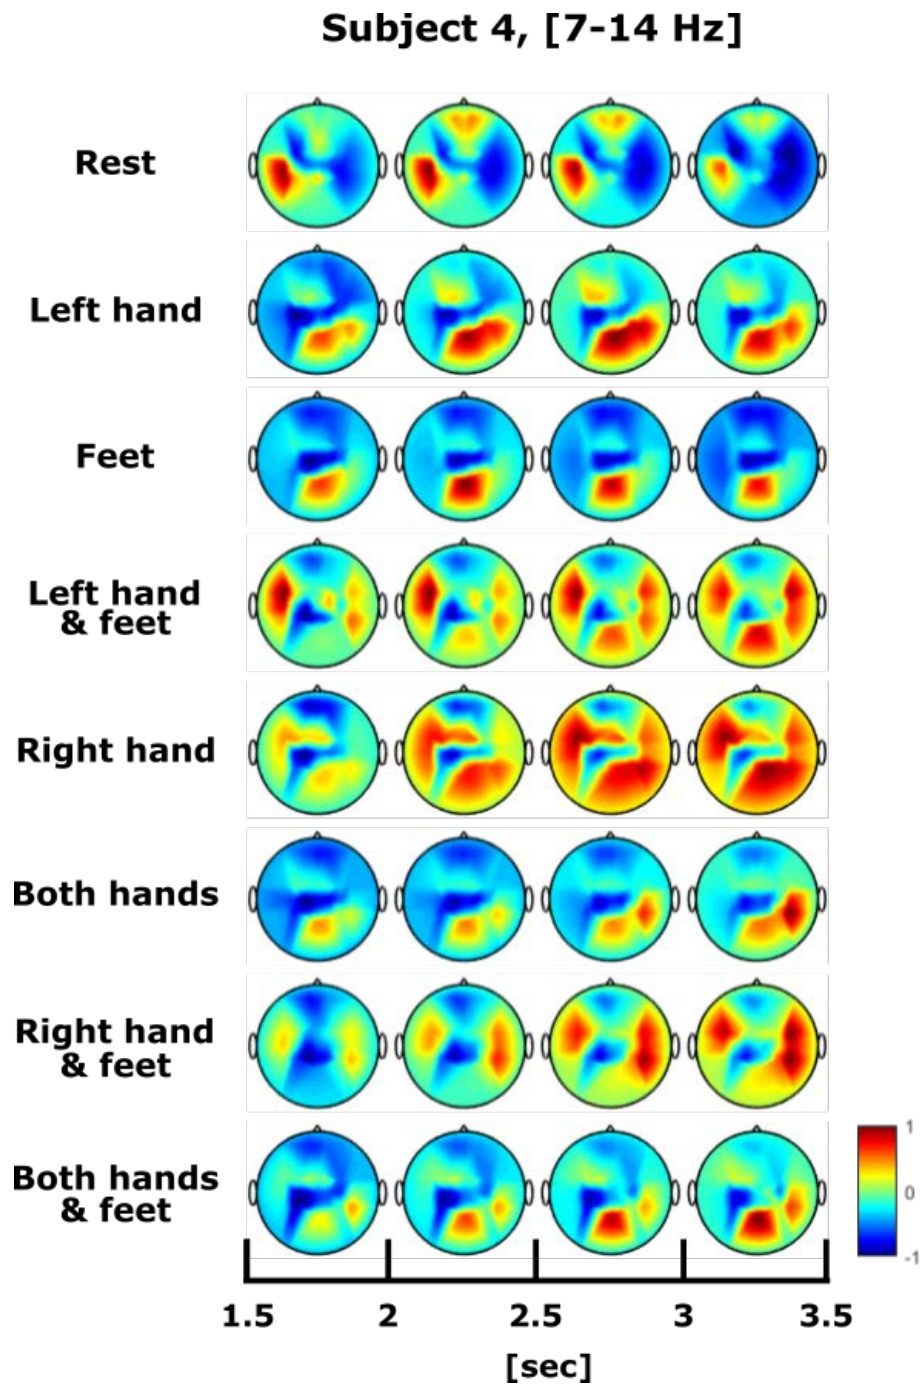 Subject 4, [7-14 Hz]
Rest
Left hand
Feet
Left hand
& feet
Right hand
Both hands
Right hand
& feet
Both hands
& feet
1
0
-1
1.5 2 2.5 3 3.5
[sec]